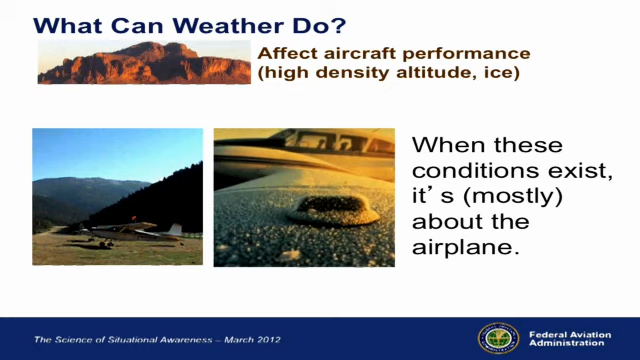 What Can Weather Do?
Affect aircraft performance
(high density altitude, ice)
When these
conditions exist,
it's (mostly)
about the
airplane.
The Science of Situational Awareness – March 2012
Federal Aviation
Administration